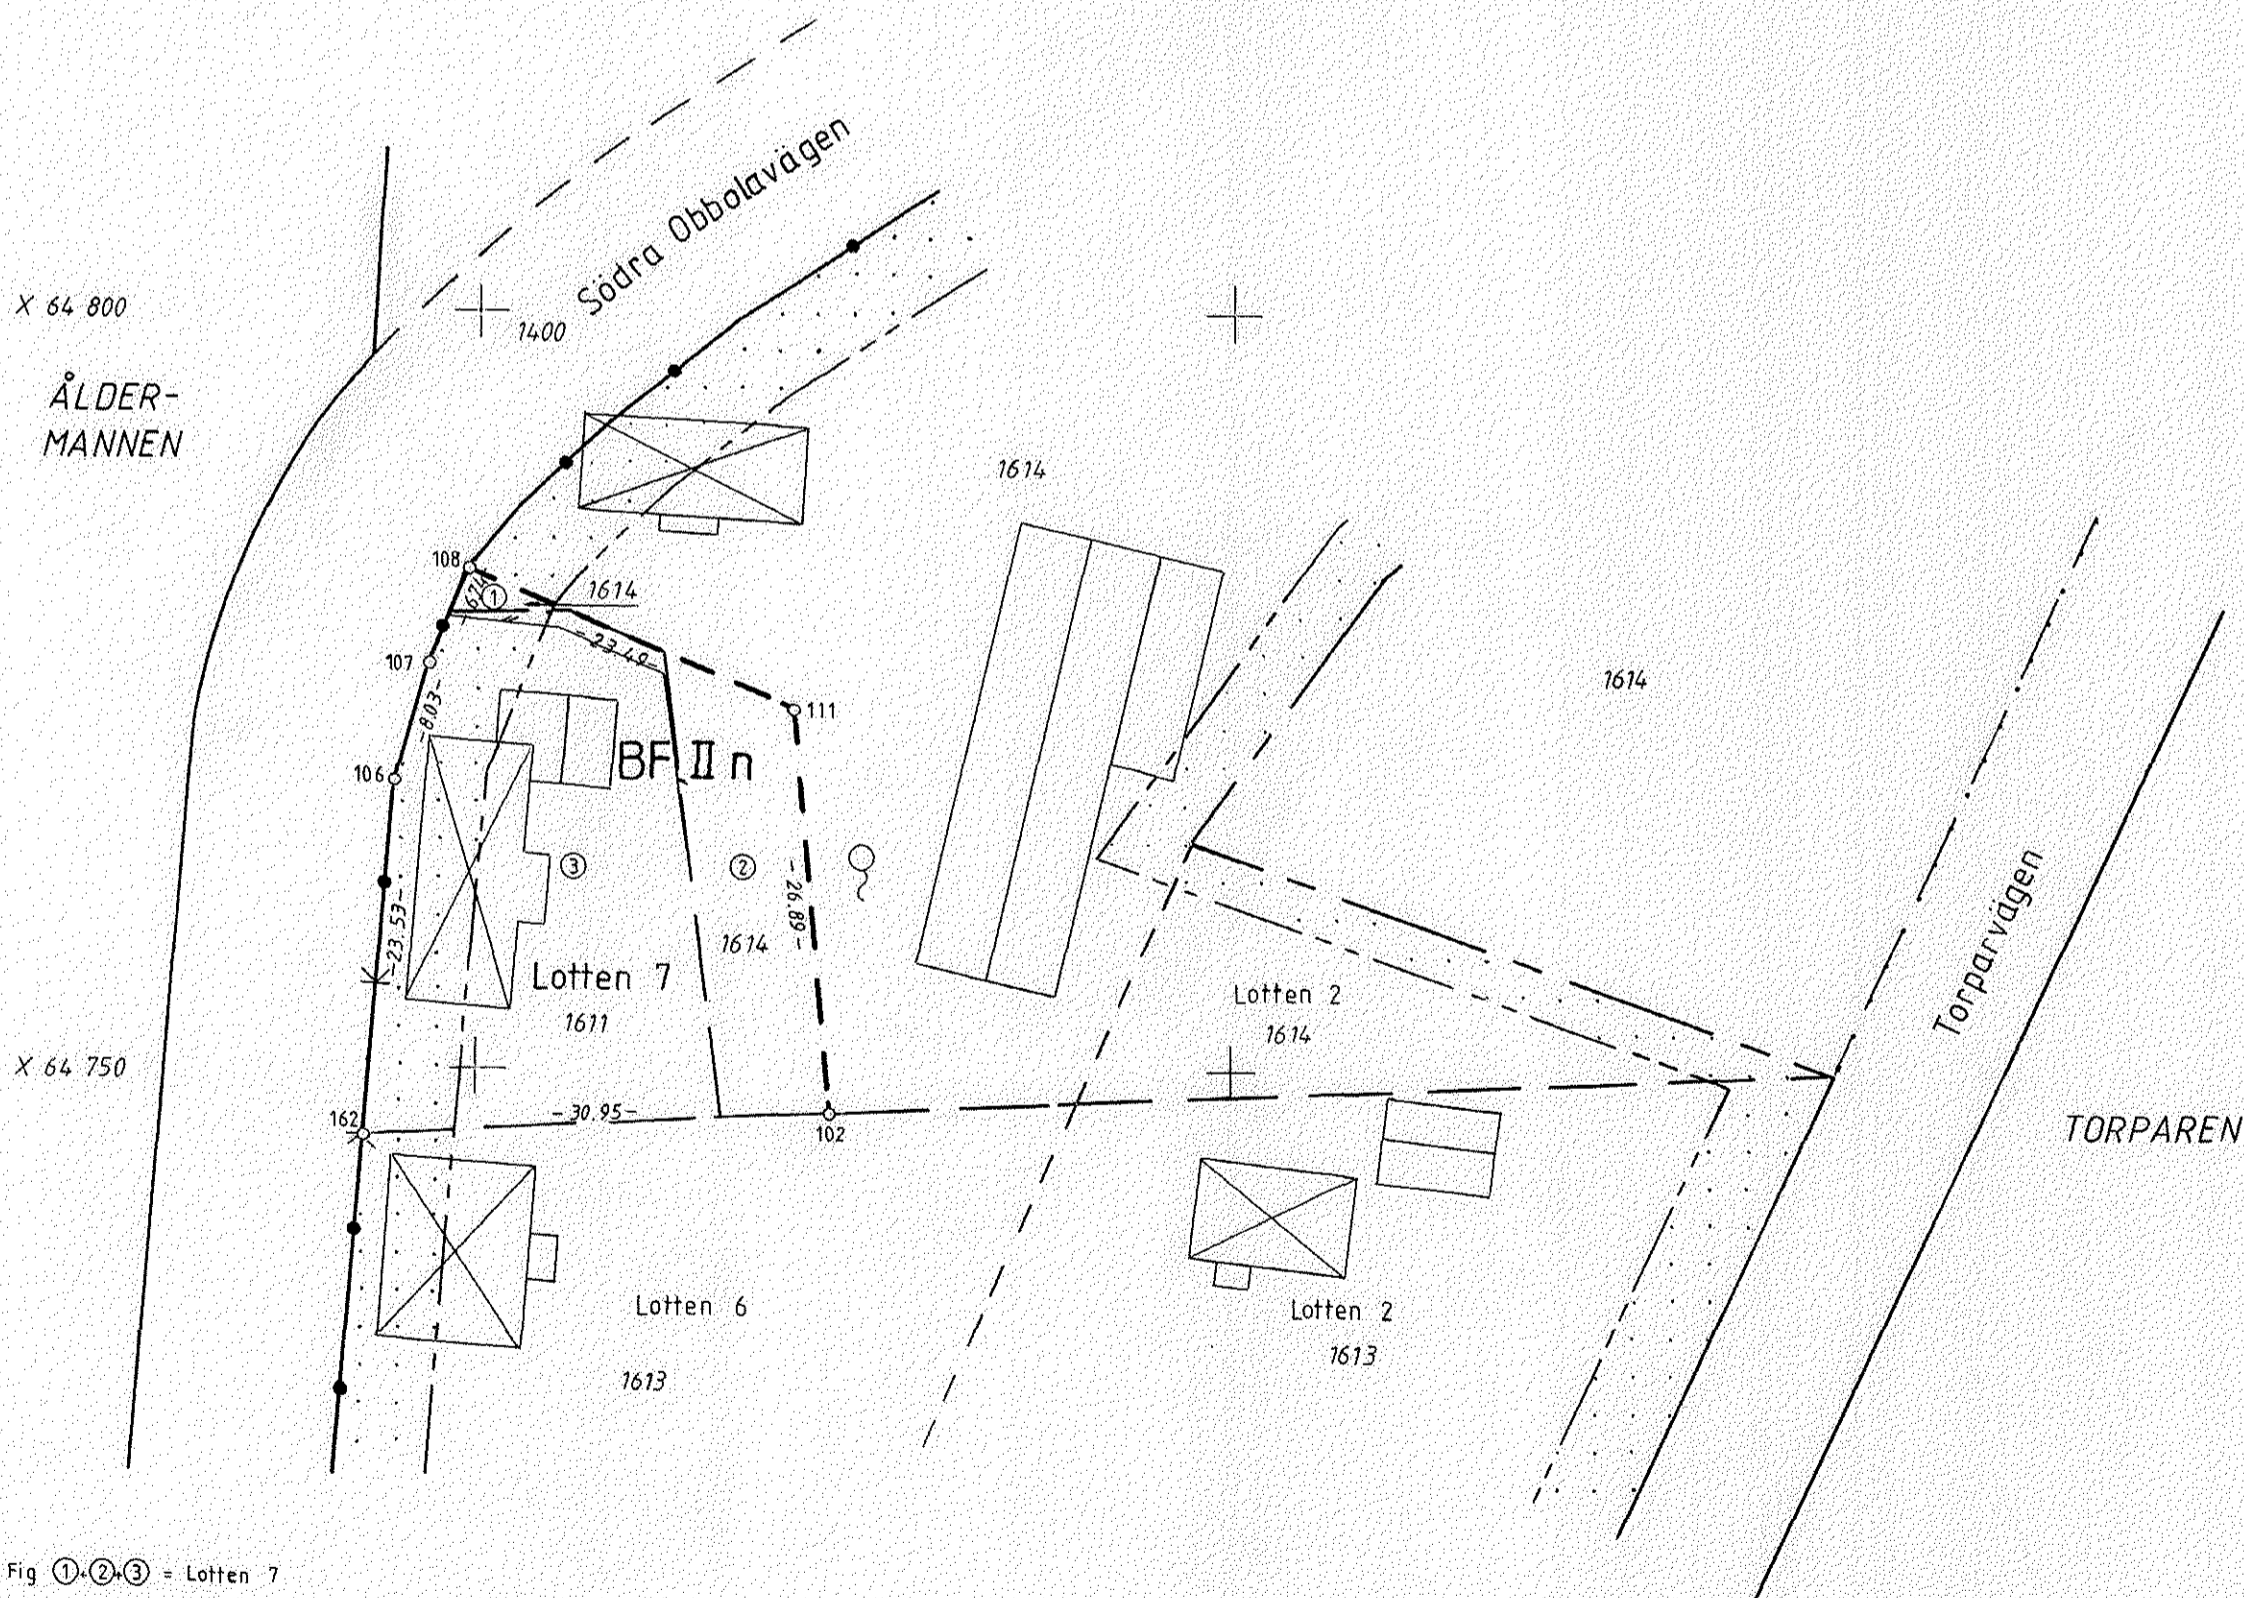 Södra Obbolavägen
X 64 800
1400
ÅLDER-
MANNEN
1614
108
6.74
1
1614
-23.49-
107
1614
-8.03-
111
BF II n
106
3
2
-26.89-
-23.53-
1614
Torparvägen
Lotten 7
1611
Lotten 2
1614
X 64 750
162
-30.95-
102
TORPAREN
Lotten 6
1613
Lotten 2
1613
Fig 1+2+3 = Lotten 7